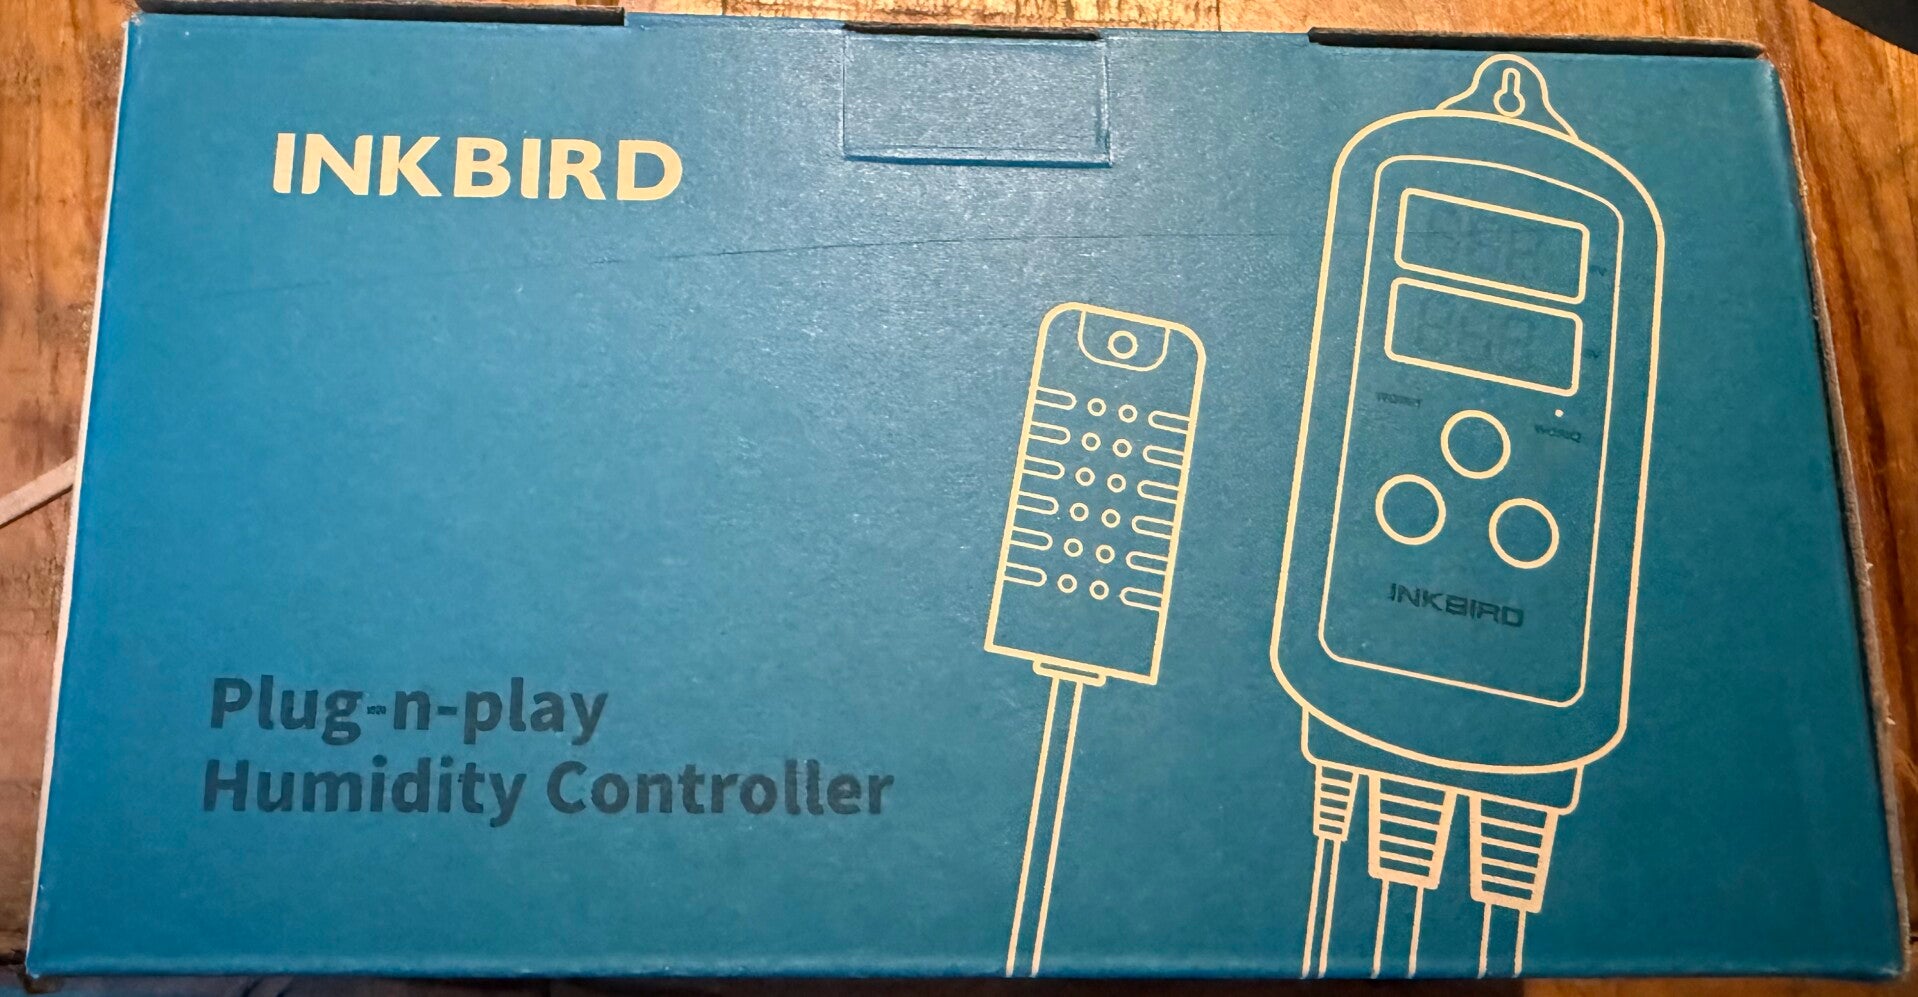 INKBIRD
Plug-n-play
Humidity Controller
INKBIRD